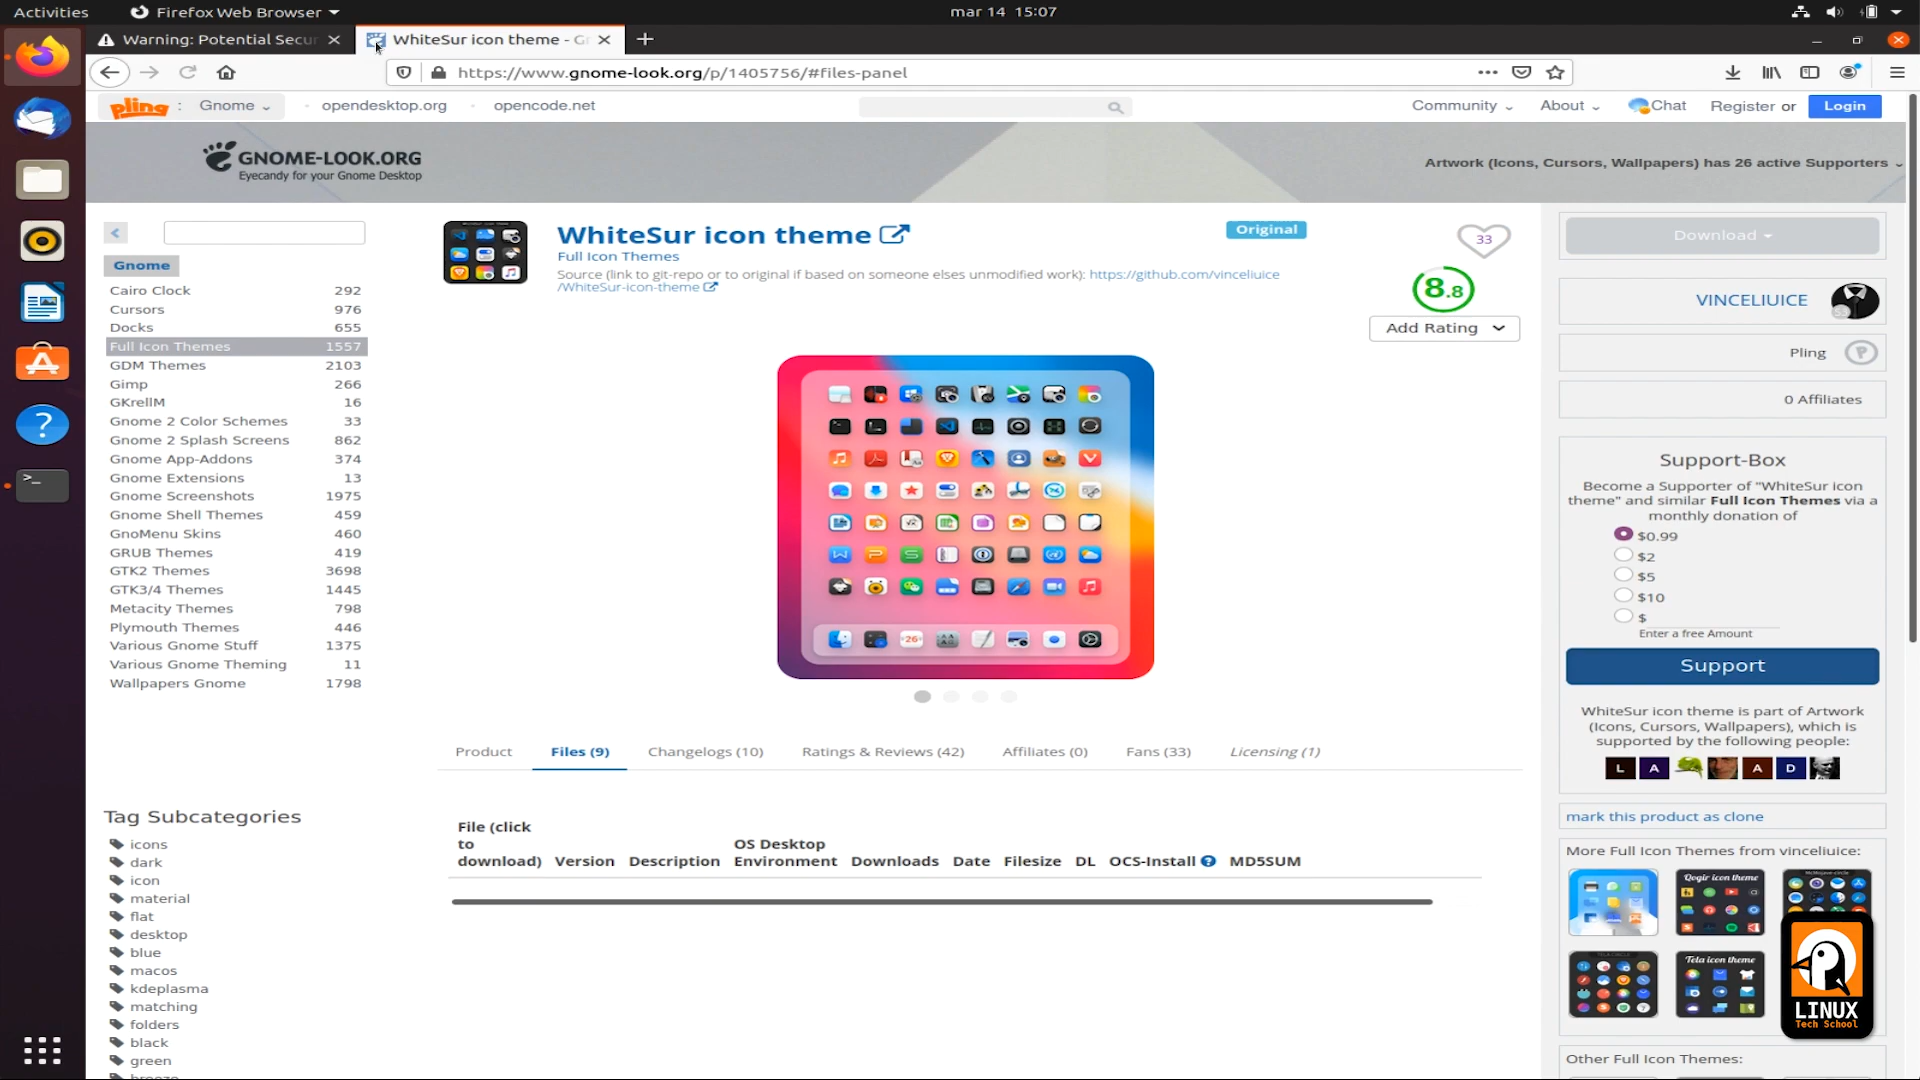 Activities
Firefox Web Browser
mar 14 15:07
Warning: Potential Secur
WhiteSur icon theme - G
https://www.gnome-look.org/p/1405756/#files-panel
pling :
Gnome
opendesktop.org
opencode.net
Community
About
Chat
Register or
Login
GNOME-LOOK.ORG
Eyecandy for your Gnome Desktop
Artwork (Icons, Cursors, Wallpapers) has 26 active Supporters
Gnome
Cairo Clock 292
Cursors 976
Docks 655
Full Icon Themes 1557
GDM Themes 2103
Gimp 266
GKrellM 16
Gnome 2 Color Schemes 33
Gnome 2 Splash Screens 862
Gnome App-Addons 374
Gnome Extensions 13
Gnome Screenshots 1975
Gnome Shell Themes 459
GnoMenu Skins 460
GRUB Themes 419
GTK2 Themes 3698
GTK3/4 Themes 1445
Metacity Themes 798
Plymouth Themes 446
Various Gnome Stuff 1375
Various Gnome Theming 11
Wallpapers Gnome 1798
Tag Subcategories
icons
dark
icon
material
flat
desktop
blue
macos
kdeplasma
matching
folders
black
green
breeze
WhiteSur icon theme
Original
33
Full Icon Themes
Source (link to git-repo or to original if based on someone elses unmodified work): https://github.com/vinceliuice
/WhiteSur-icon-theme
8.8
Add Rating
Product
Files (9)
Changelogs (10)
Ratings & Reviews (42)
Affiliates (0)
Fans (33)
Licensing (1)
File (click
to
download)
Version
Description
OS Desktop
Environment
Downloads
Date
Filesize
DL
OCS-Install
MD5SUM
Download
VINCELIUICE
Pling
0 Affiliates
Support-Box
Become a Supporter of "WhiteSur icon
theme" and similar Full Icon Themes via a
monthly donation of
$0.99
$2
$5
$10
$
Enter a free Amount
Support
WhiteSur icon theme is part of Artwork
(Icons, Cursors, Wallpapers), which is
supported by the following people:
L
A
A
D
mark this product as clone
More Full Icon Themes from vinceliuice:
Qogir icon theme
Tela icon theme
LINUX
Tech School
Other Full Icon Themes: